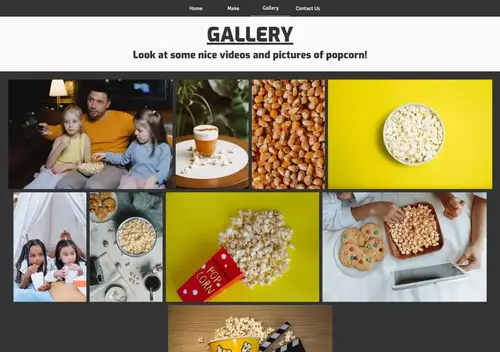 Home Make Gallery Contact Us
GALLERY
Look at some nice videos and pictures of popcorn!
POP
CORN